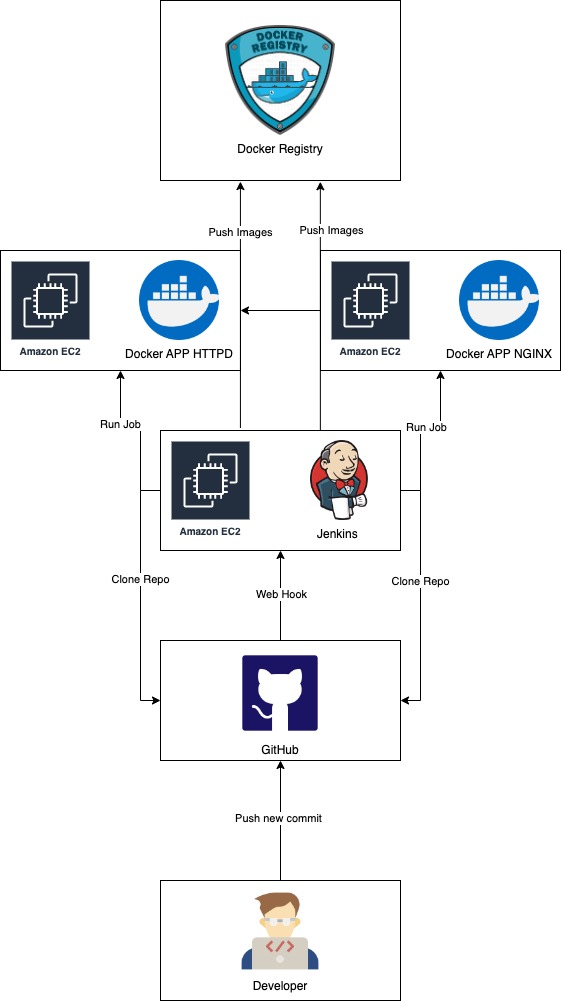 DOCKER
REGISTRY
Docker Registry
Push Images
Push Images
Amazon EC2
Docker APP HTTPD
Amazon EC2
Docker APP NGINX
Run Job
Run Job
Amazon EC2
Jenkins
Clone Repo
Clone Repo
Web Hook
GitHub
Push new commit
</>
Developer